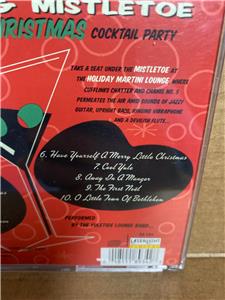 & MISTLETOE
CHRISTMAS COCKTAIL PARTY
TAKE A SEAT UNDER THE MISTLETOE AT
THE HOLIDAY MARTINI LOUNGE WHERE
CUFFLINKS CHATTER AND CHANEL NO. 5
PERMEATES THE AIR AMID SOUNDS OF JAZZY
GUITAR, UPRIGHT BASS, RINGING VIBRAPHONE
AND A DEVILISH FLUTE...
6. Have Yourself A Merry Little Christmas
7. Cool Yule
8. Away In A Manger
9. The First Noel
10. O Little Town Of Bethlehem
PERFORMED
BY THE YULETIDE LOUNGE BAND...
LASERLIGHT